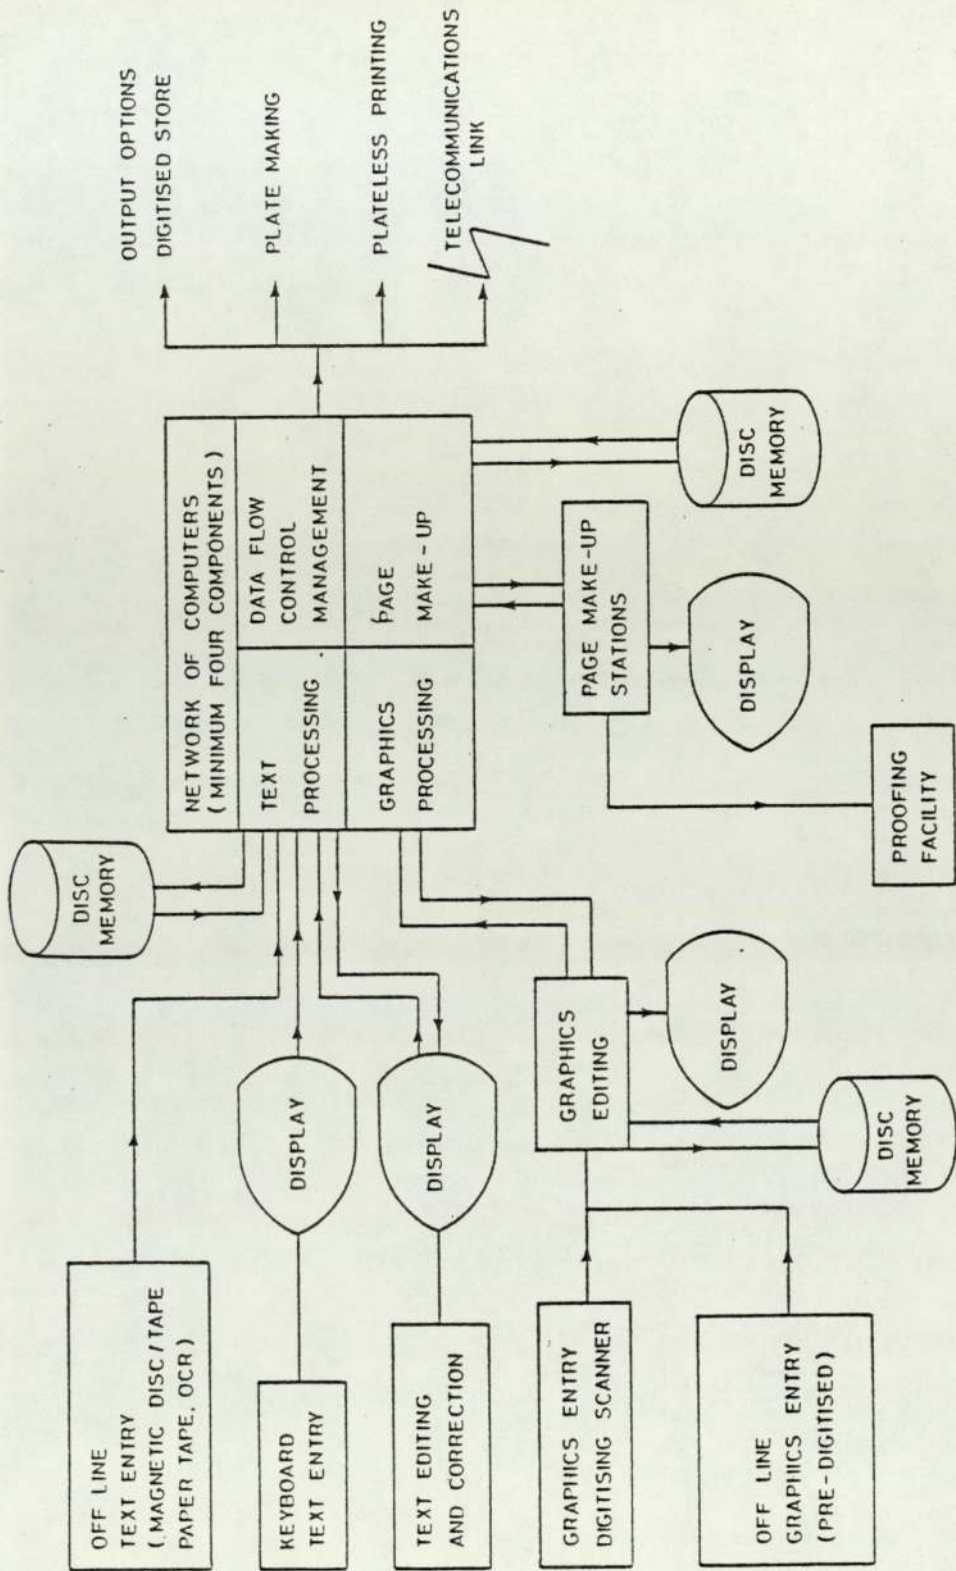 OFF LINE
TEXT ENTRY
(MAGNETIC DISC/TAPE
PAPER TAPE, OCR)
KEYBOARD
TEXT ENTRY
TEXT EDITING
AND CORRECTION
GRAPHICS ENTRY
DIGITISING SCANNER
OFF LINE
GRAPHICS ENTRY
(PRE-DIGITISED)
DISPLAY
DISPLAY
DISC
MEMORY
GRAPHICS
EDITING
DISPLAY
DISC
MEMORY
NETWORK OF COMPUTERS
(MINIMUM FOUR COMPONENTS)
TEXT
PROCESSING
DATA FLOW
CONTROL
MANAGEMENT
GRAPHICS
PROCESSING
PAGE
MAKE-UP
PAGE MAKE-UP
STATIONS
DISPLAY
PROOFING
FACILITY
DISC
MEMORY
OUTPUT OPTIONS
DIGITISED STORE
PLATE MAKING
PLATELESS PRINTING
TELECOMMUNICATIONS
LINK